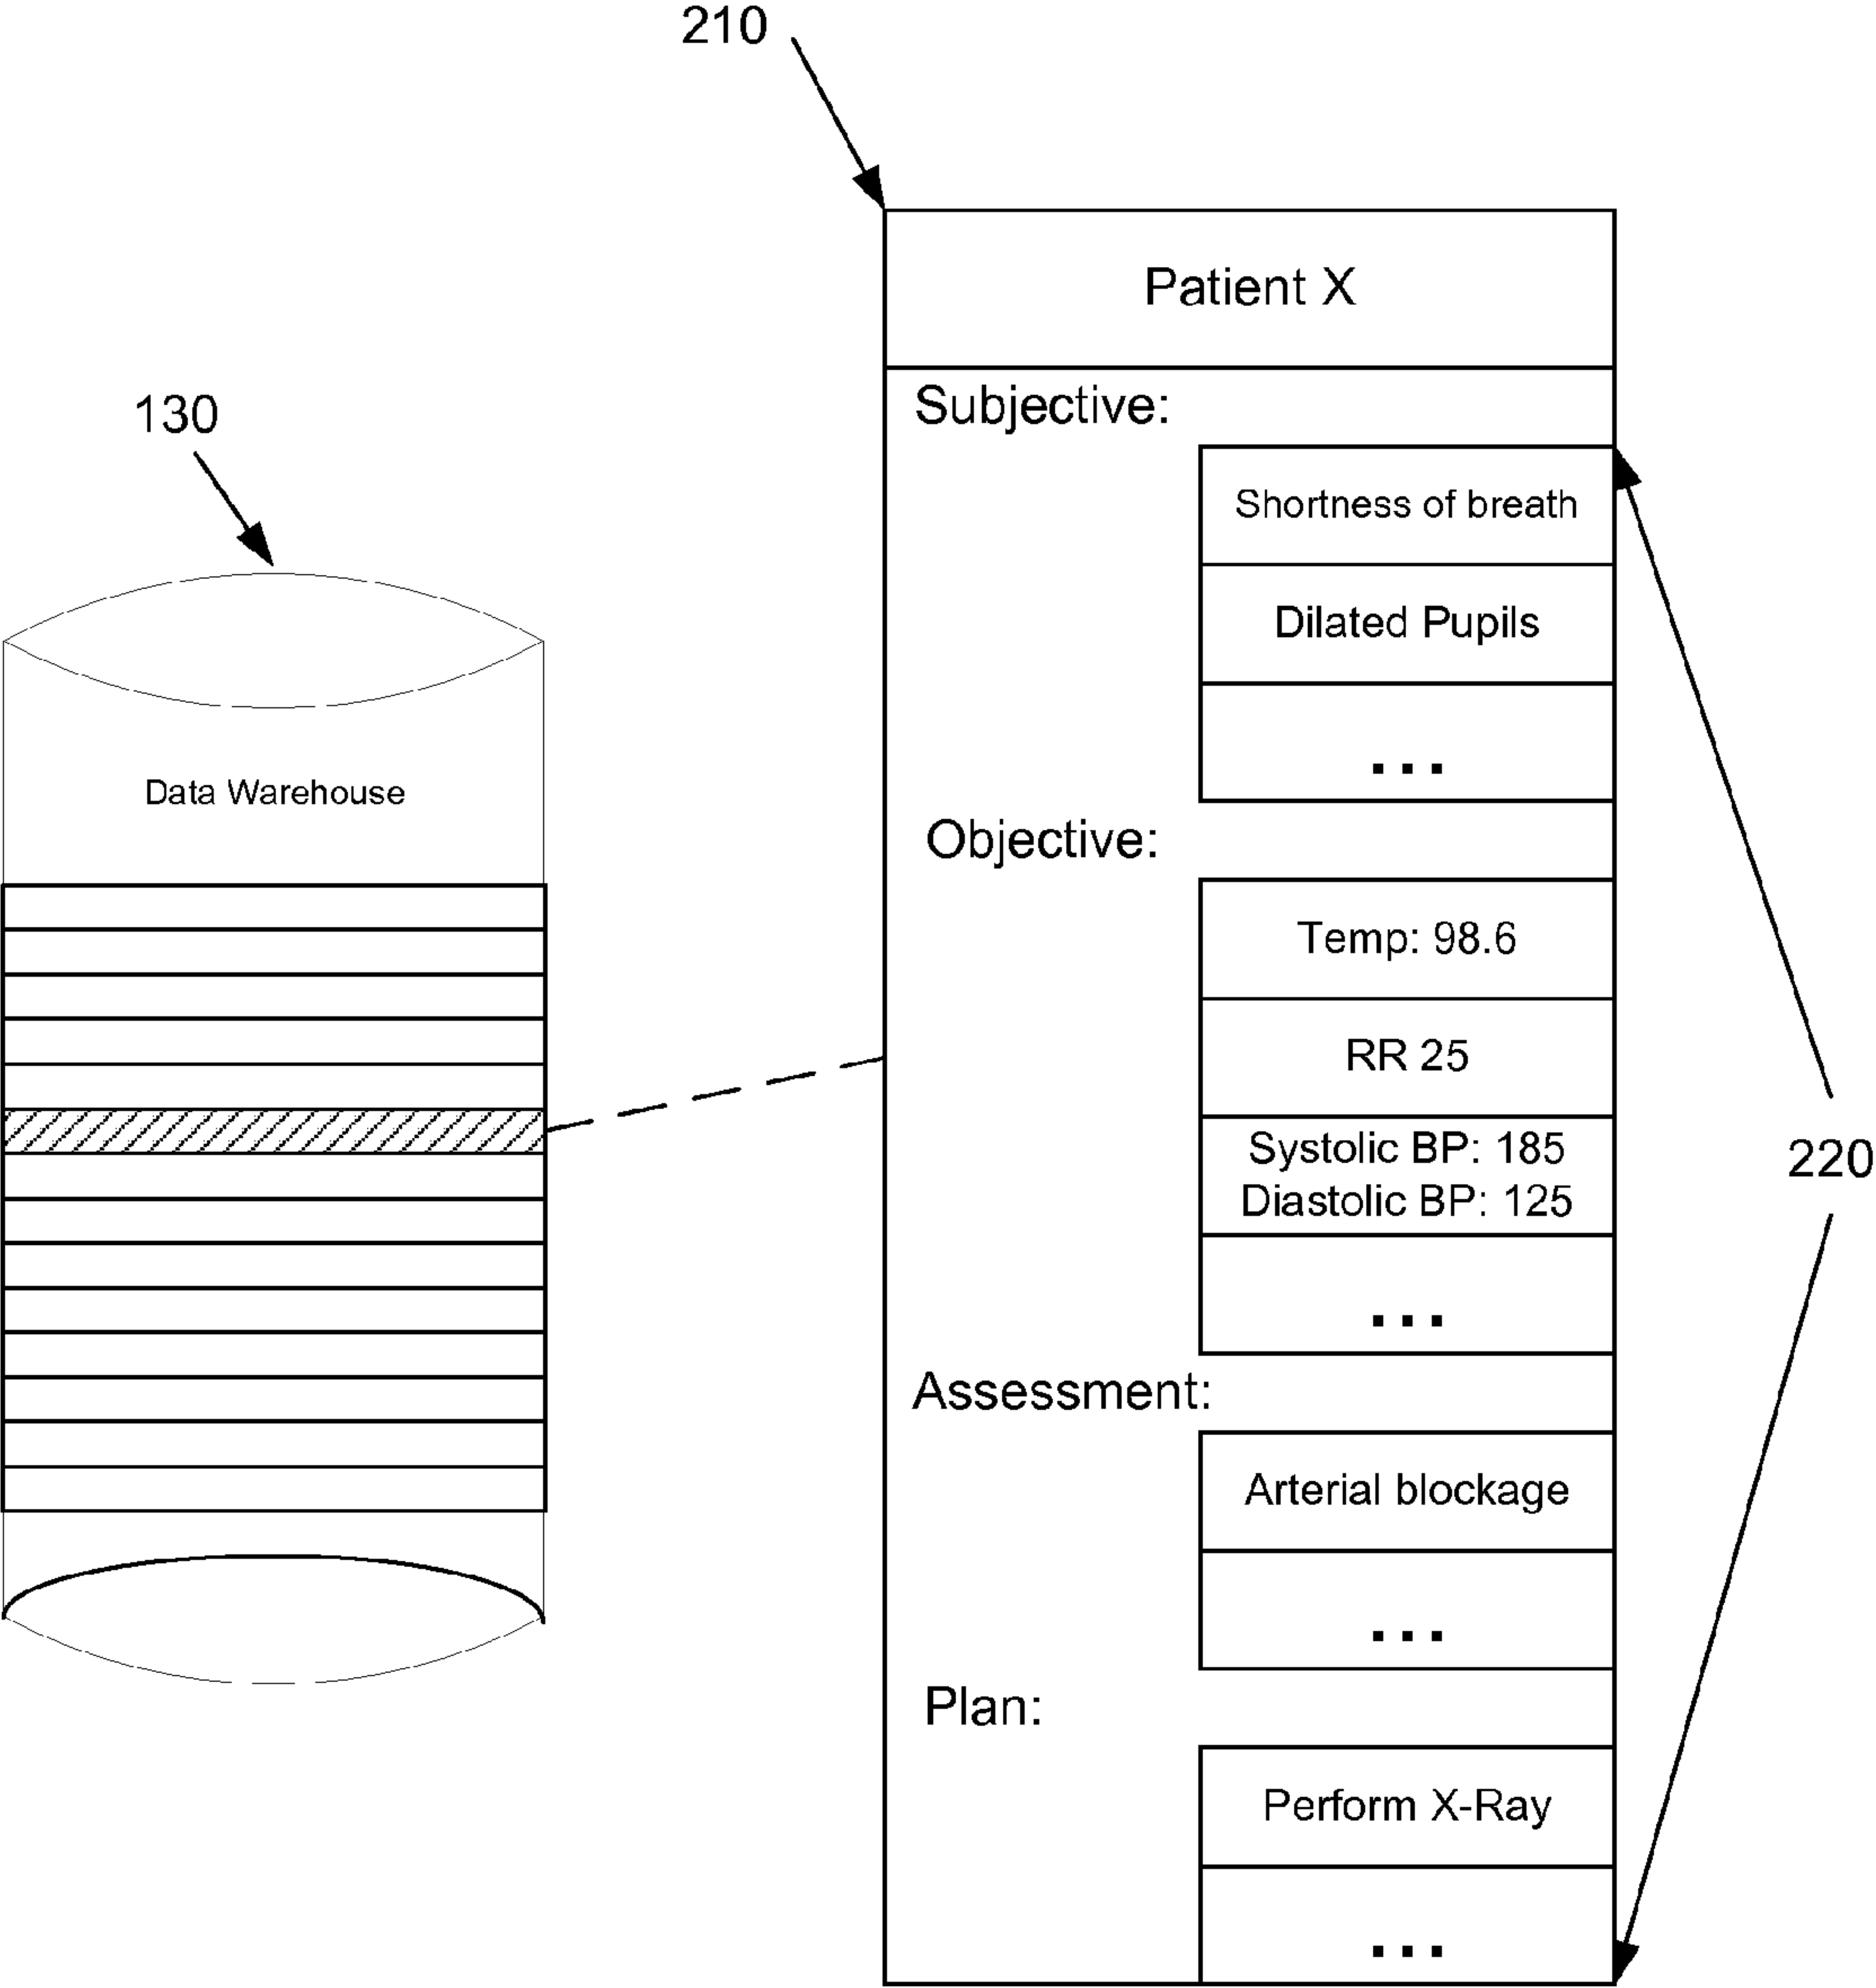 210
Patient X
130
Subjective:
Shortness of breath
Dilated Pupils
...
Data Warehouse
Objective:
Temp: 98.6
RR 25
Systolic BP: 185
Diastolic BP: 125
220
...
Assessment:
Arterial blockage
...
Plan:
Perform X-Ray
...